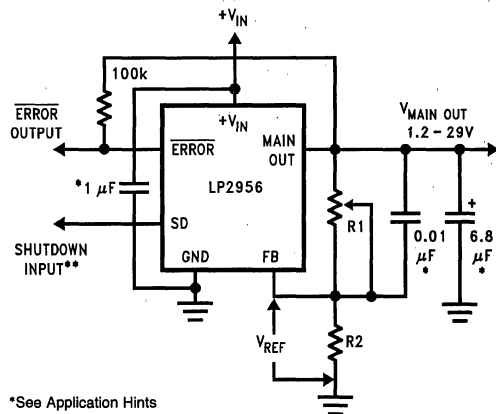 +VIN
100k
ERROR
OUTPUT
+VIN
ERROR
MAIN
OUT
VMAIN OUT
1.2 – 29V
*1 µF
LP2956
SD
R1
0.01
µF
*
+
6.8
µF
*
SHUTDOWN
INPUT**
GND
FB
VREF
R2
*See Application Hints